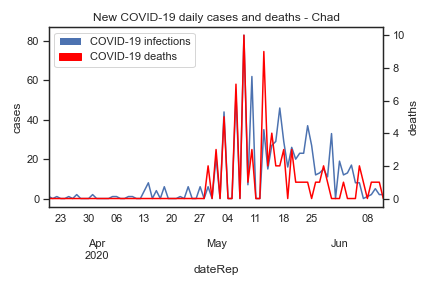 New COVID-19 daily cases and deaths - Chad
COVID-19 infections
COVID-19 deaths
80
60
40
20
0
cases
10
8
6
4
2
0
deaths
23 30 06 13 20 27 04 11 18 25 08
Apr May Jun
2020
dateRep